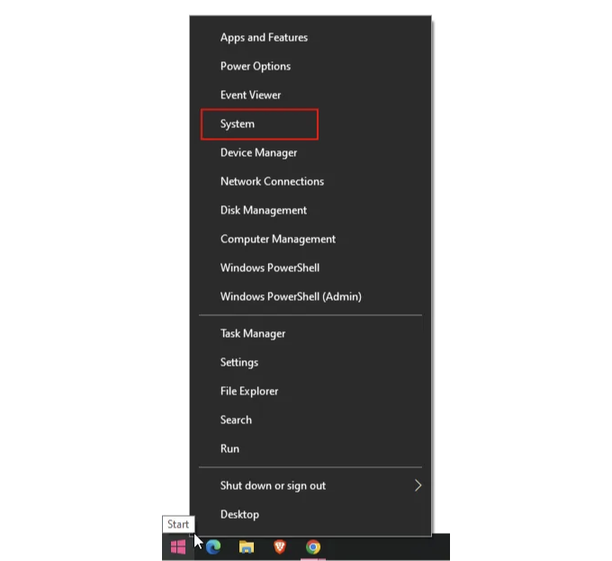 Apps and Features
Power Options
Event Viewer
System
Device Manager
Network Connections
Disk Management
Computer Management
Windows PowerShell
Windows PowerShell (Admin)
Task Manager
Settings
File Explorer
Search
Run
Shut down or sign out
Desktop
Start